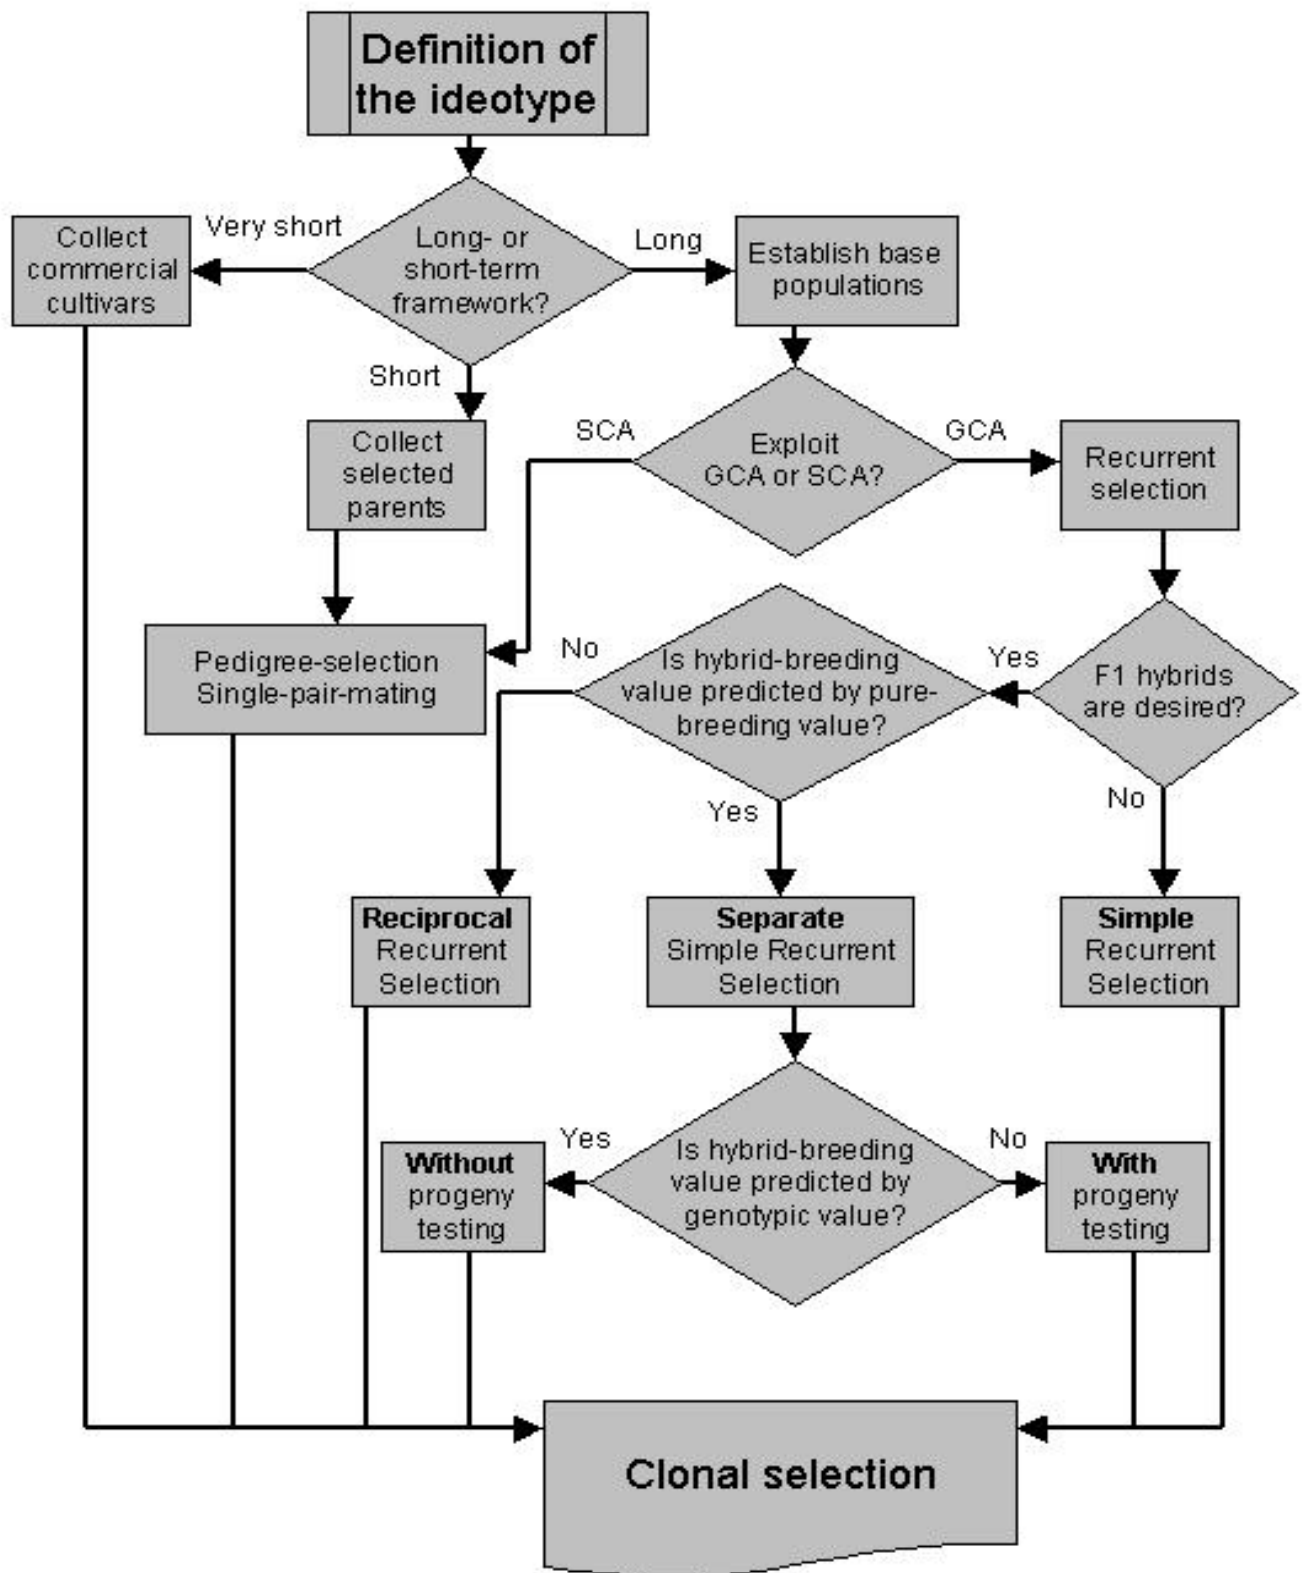 Definition of
the ideotype
Very short
Collect
commercial
cultivars
Long- or
short-term
framework?
Long
Establish base
populations
Short
Collect
selected
parents
SCA
Exploit
GCA or SCA?
GCA
Recurrent
selection
Pedigree-selection
Single-pair-mating
No
Is hybrid-breeding
value predicted by pure-
breeding value?
Yes
F1 hybrids
are desired?
Yes
No
Reciprocal
Recurrent
Selection
Separate
Simple Recurrent
Selection
Simple
Recurrent
Selection
Yes
Is hybrid-breeding
value predicted by
genotypic value?
No
Without
progeny
testing
With
progeny
testing
Clonal selection